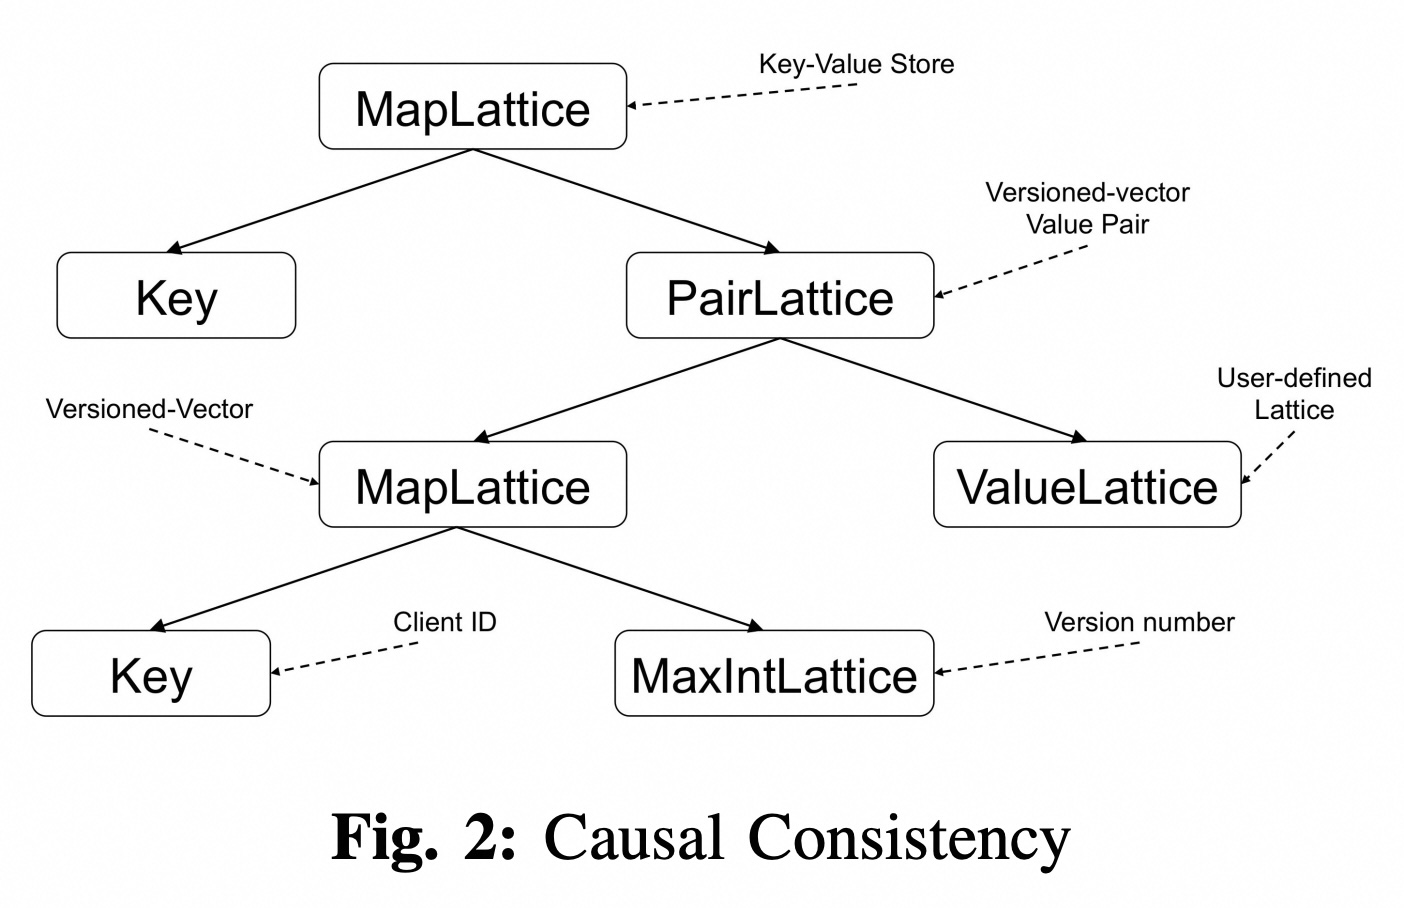 Key-Value Store
MapLattice
Versioned-vector
Value Pair
Key
PairLattice
User-defined
Lattice
Versioned-Vector
MapLattice
ValueLattice
Client ID
Version number
Key
MaxIntLattice
Fig. 2: Causal Consistency